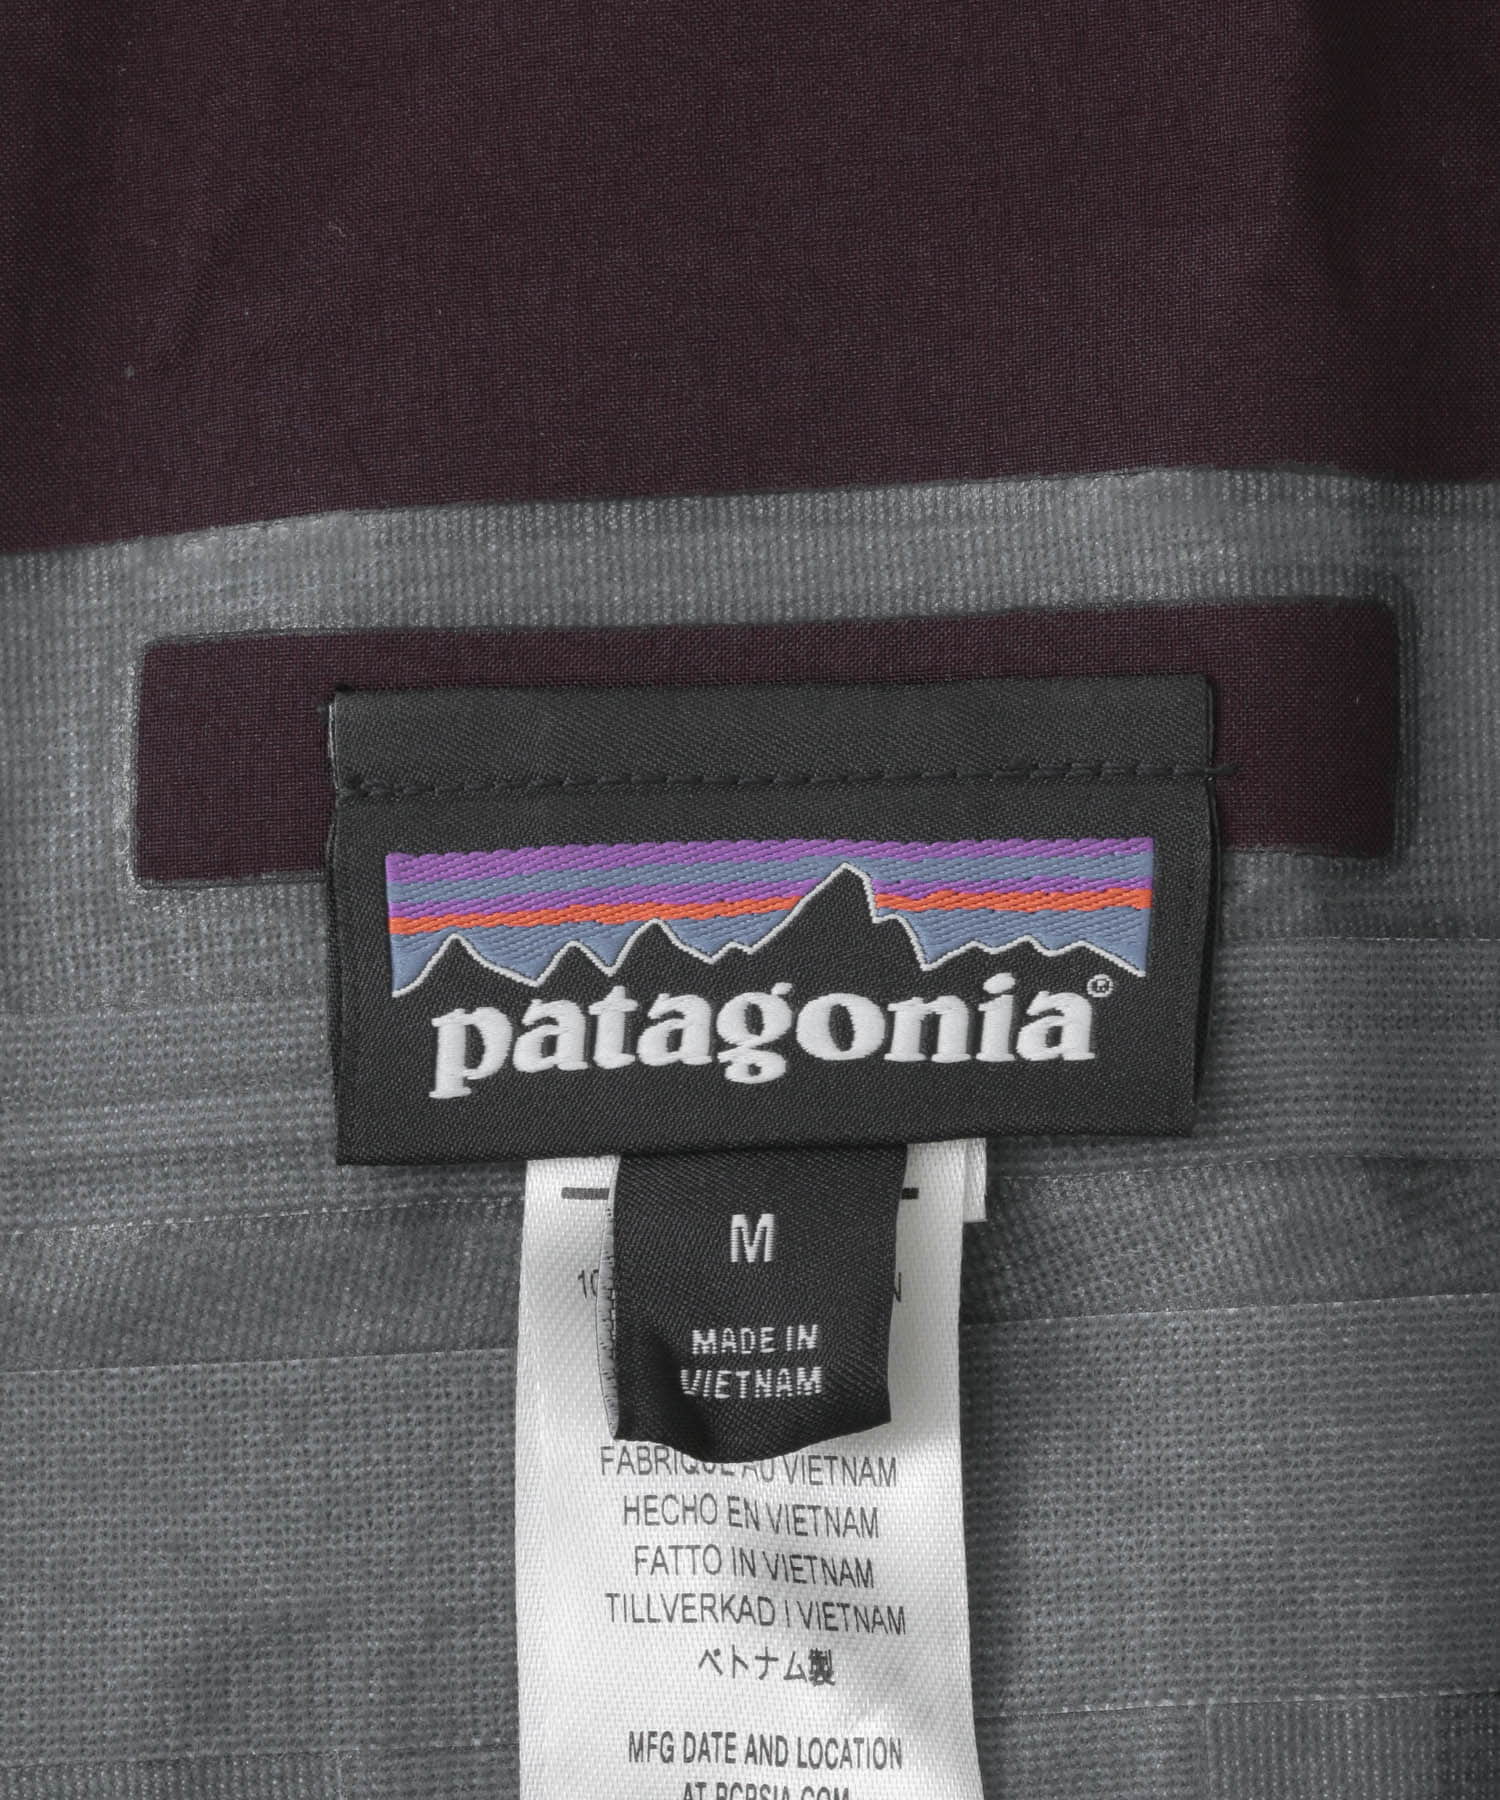 patagonia®
M
MADE IN
VIETNAM
FABRIQUÉ AU VIETNAM
HECHO EN VIETNAM
FATTO IN VIETNAM
TILLVERKAD I VIETNAM
ベトナム製
MFG DATE AND LOCATION